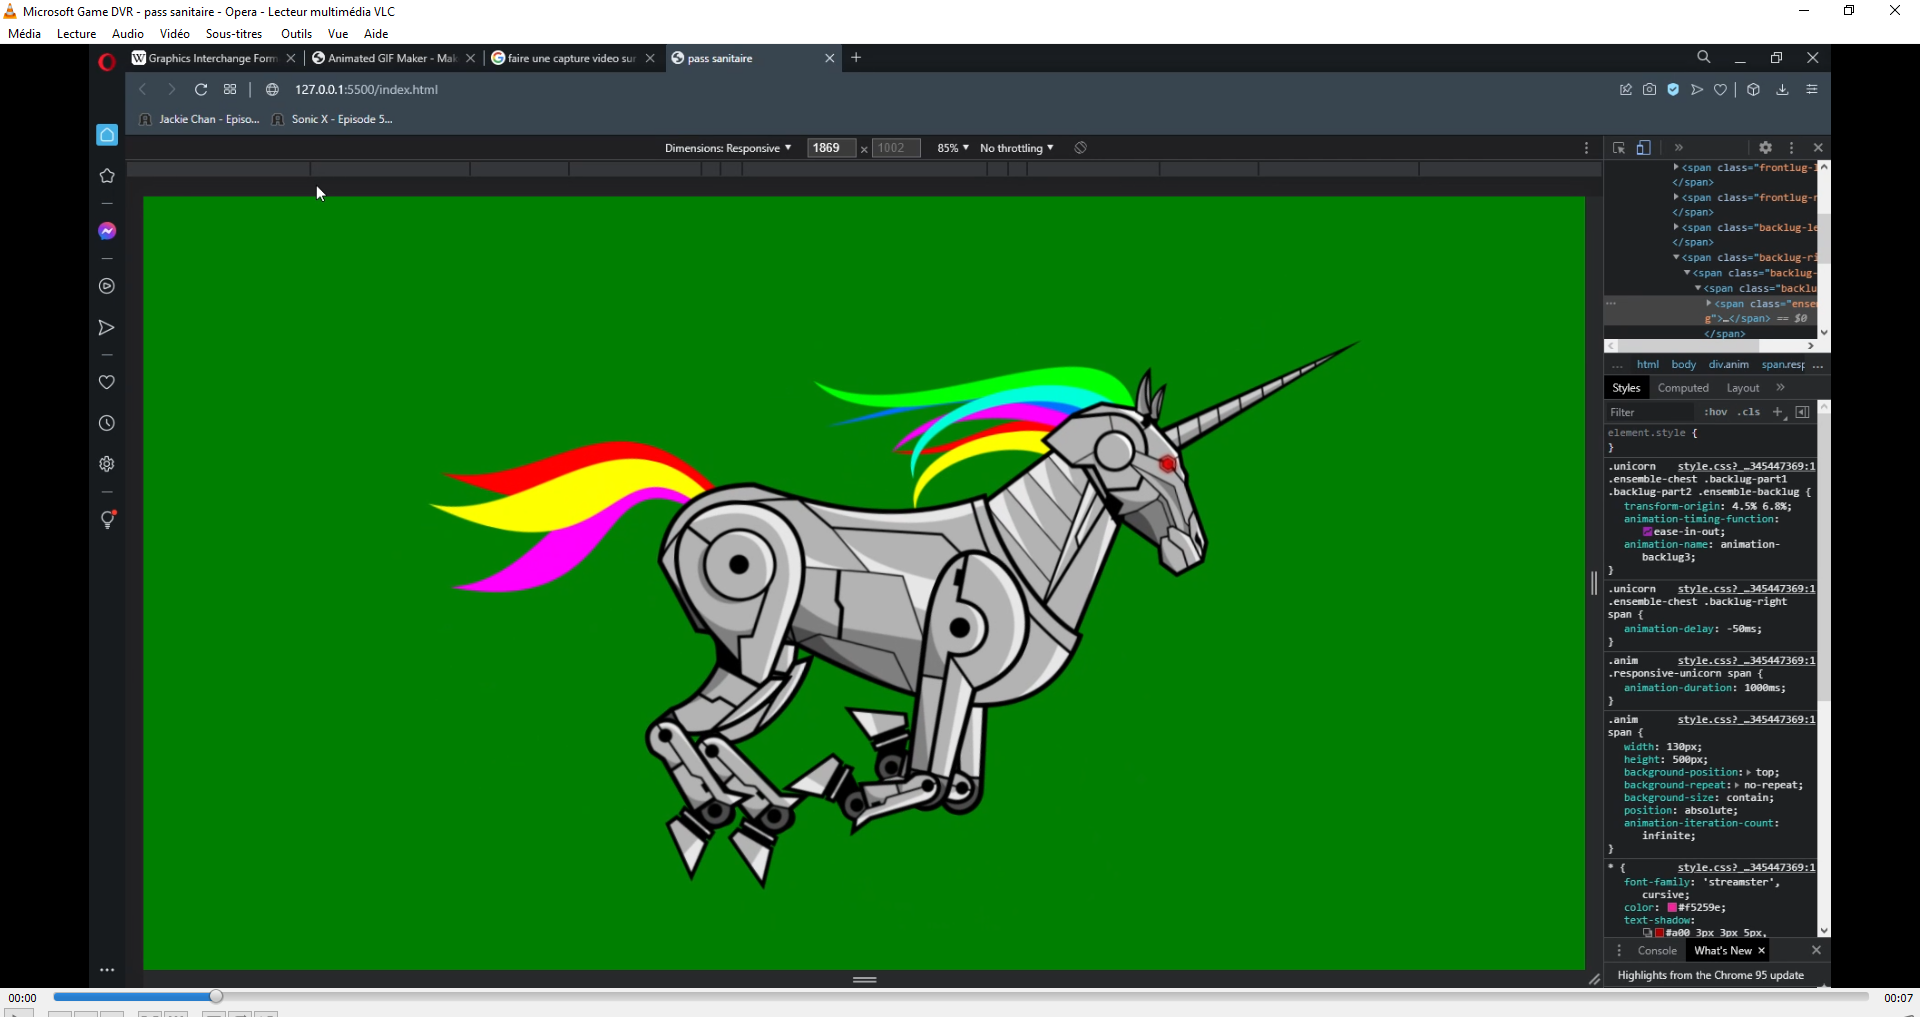 Microsoft Game DVR - pass sanitaire - Opera - Lecteur multimédia VLC
Média Lecture Audio Vidéo Sous-titres Outils Vue Aide
Graphics Interchange Form
Animated GIF Maker - Mak
faire une capture video sur
pass sanitaire
127.0.0.1:5500/index.html
Jackie Chan - Episo...
Sonic X - Episode 5...
Dimensions: Responsive 1869 x 1002 85% No throttling
<span class="frontlug-l
</span>
<span class="frontlug-r
</span>
<span class="backlug-le
</span>
<span class="backlug-ri
<span class="backlug-
<span class="backlu
<span class="ensem
g">…</span> == $0
</span>
... html body div.anim span.resp ...
Styles Computed Layout
Filter :hov .cls
element.style {
}
.unicorn style.css?_…345447369:1
.ensemble-chest .backlug-part1
.backlug-part2 .ensemble-backlug {
transform-origin: 4.5% 6.8%;
animation-timing-function:
ease-in-out;
animation-name: animation-
backlug3;
}
.unicorn style.css?_…345447369:1
.ensemble-chest .backlug-right
span {
animation-delay: -50ms;
}
.anim style.css?_…345447369:1
.responsive-unicorn span {
animation-duration: 1000ms;
}
.anim style.css?_…345447369:1
span {
width: 130px;
height: 500px;
background-position: top;
background-repeat: no-repeat;
background-size: contain;
position: absolute;
animation-iteration-count:
infinite;
}
* { style.css?_…345447369:1
font-family: 'streamster',
cursive;
color: #f5259e;
text-shadow:
#a00 3px 3px 5px,
Console What's New
Highlights from the Chrome 95 update
00:00
00:07